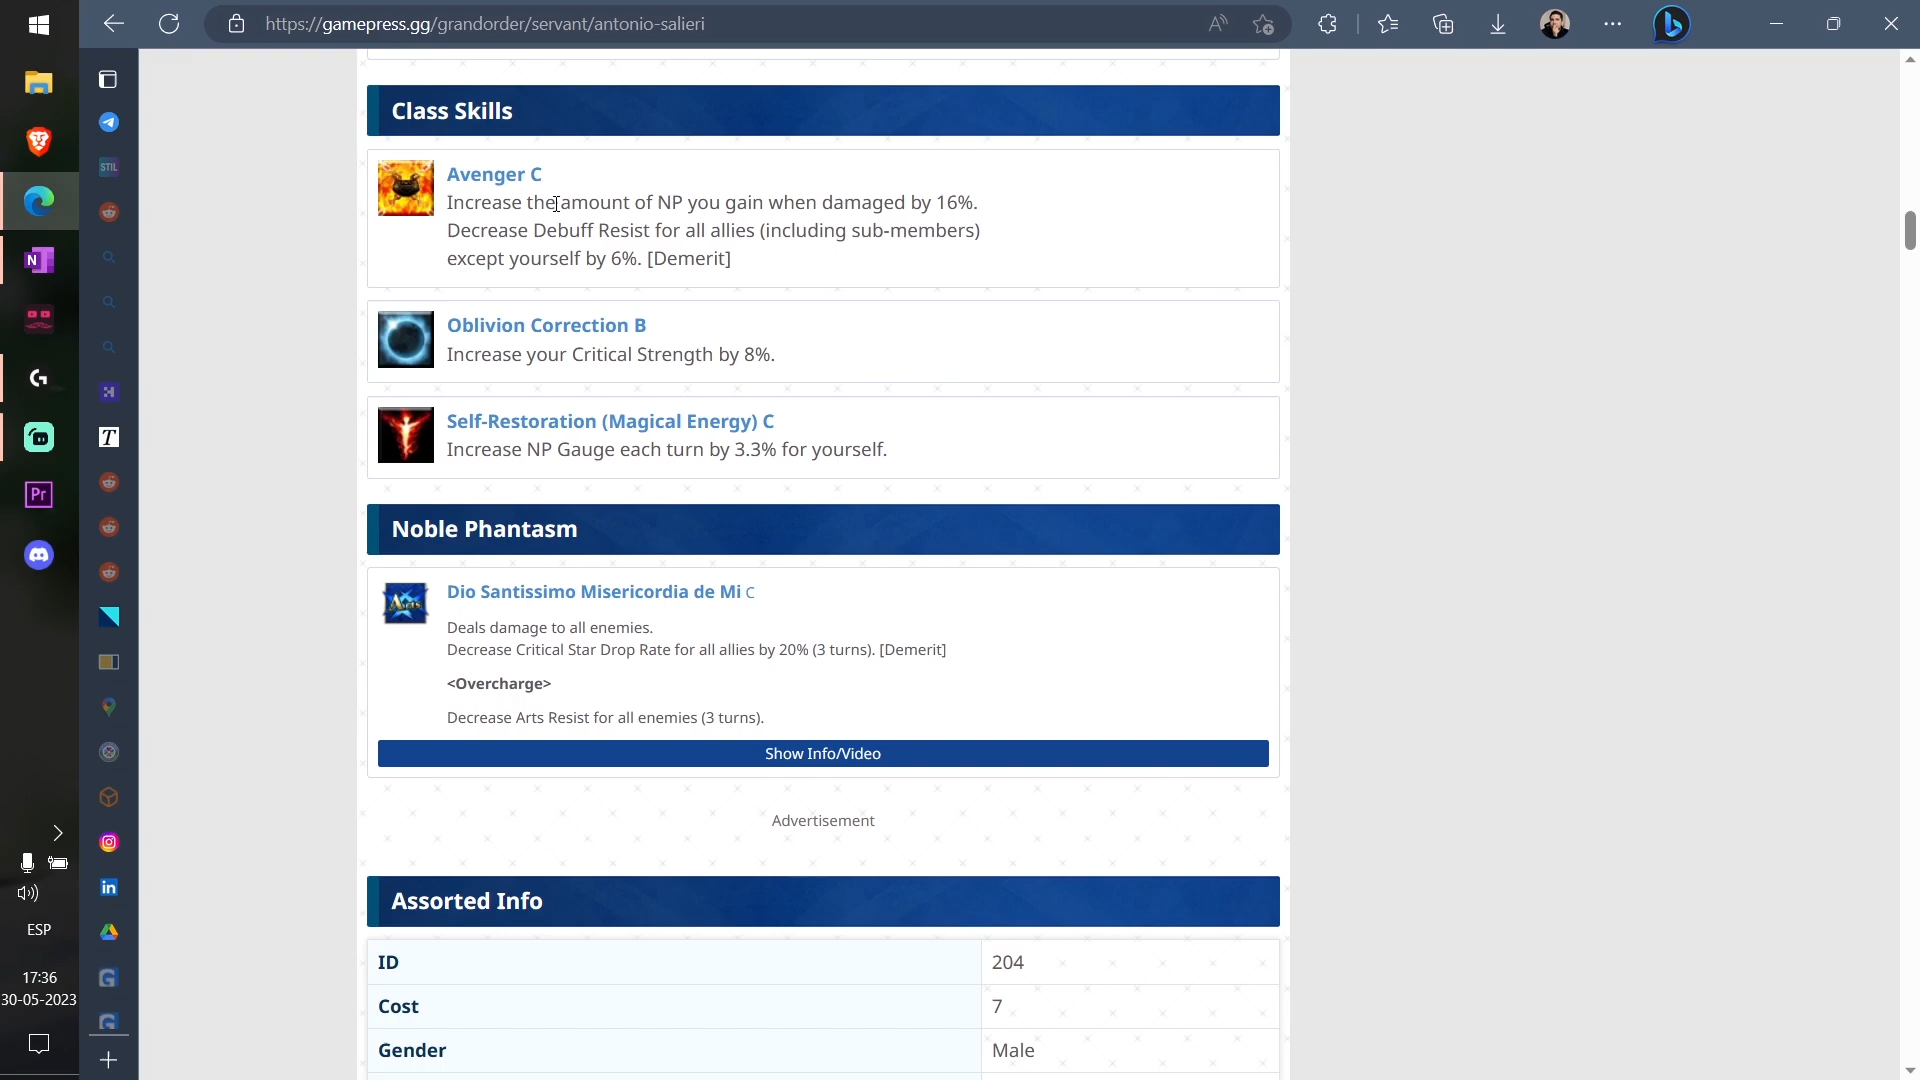 https://gamepress.gg/grandorder/servant/antonio-salieri
Class Skills
Avenger C
Increase the amount of NP you gain when damaged by 16%.
Decrease Debuff Resist for all allies (including sub-members)
except yourself by 6%. [Demerit]
Oblivion Correction B
Increase your Critical Strength by 8%.
Self-Restoration (Magical Energy) C
Increase NP Gauge each turn by 3.3% for yourself.
Noble Phantasm
Arts
Dio Santissimo Misericordia de Mi C
Deals damage to all enemies.
Decrease Critical Star Drop Rate for all allies by 20% (3 turns). [Demerit]
<Overcharge>
Decrease Arts Resist for all enemies (3 turns).
Show Info/Video
Advertisement
Assorted Info
ID 204
Cost 7
Gender Male
STIL
N
Pr
T
in
ESP
17:36
30-05-2023